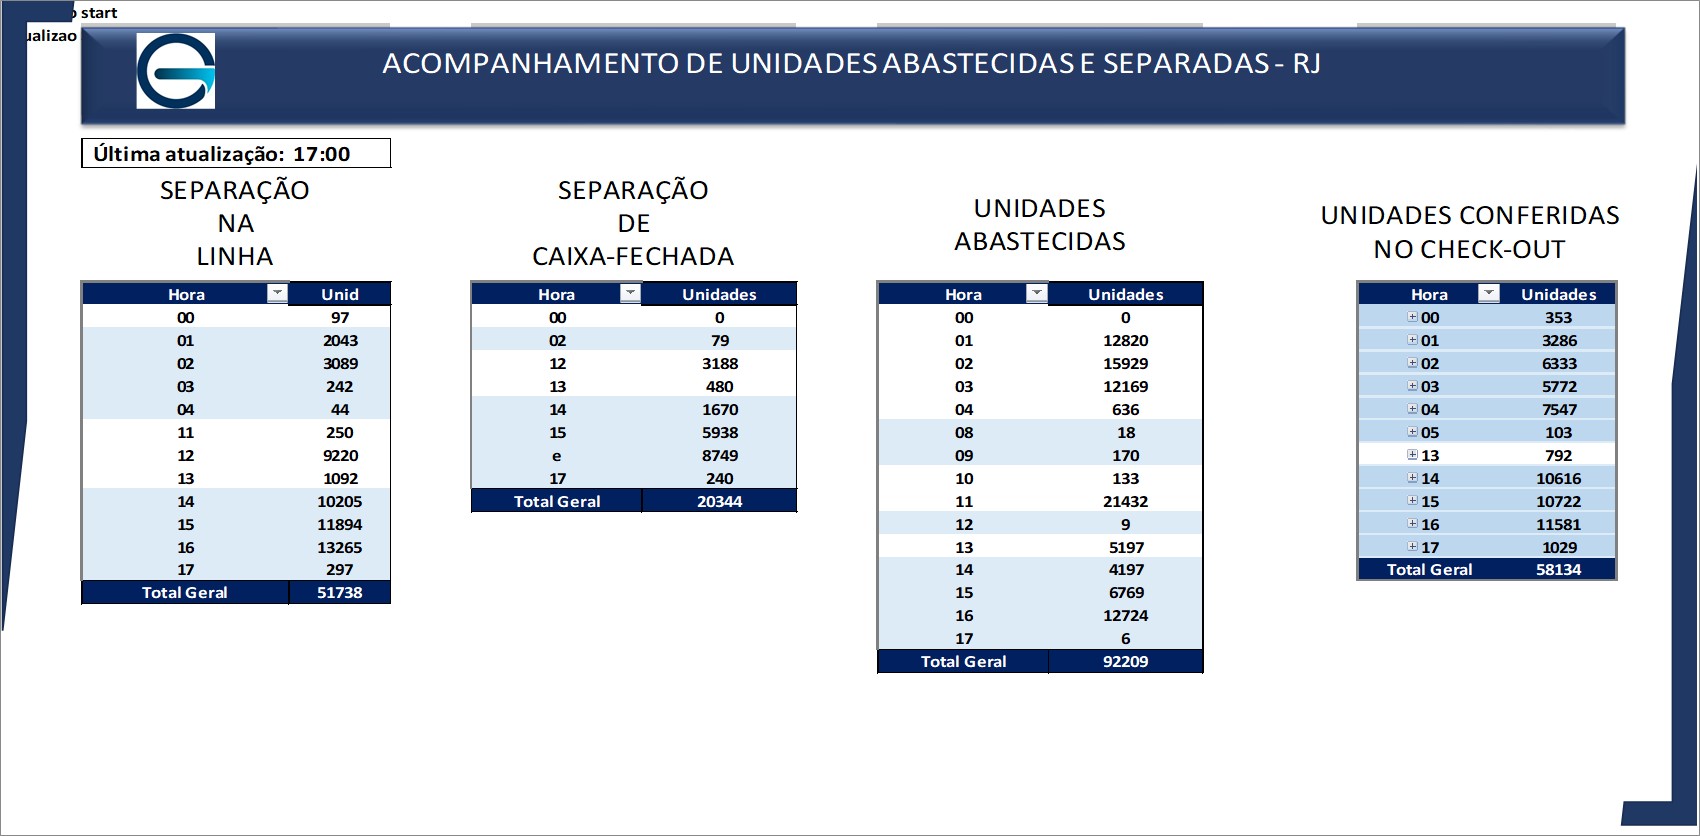 start
ualizao
ACOMPANHAMENTO DE UNIDADES ABASTECIDAS E SEPARADAS - RJ
Última atualização: 17:00
SEPARAÇÃO
NA
LINHA
Hora Unid
00 97
01 2043
02 3089
03 242
04 44
11 250
12 9220
13 1092
14 10205
15 11894
16 13265
17 297
Total Geral 51738
SEPARAÇÃO
DE
CAIXA-FECHADA
Hora Unidades
00 0
02 79
12 3188
13 480
14 1670
15 5938
e 8749
17 240
Total Geral 20344
UNIDADES
ABASTECIDAS
Hora Unidades
00 0
01 12820
02 15929
03 12169
04 636
08 18
09 170
10 133
11 21432
12 9
13 5197
14 4197
15 6769
16 12724
17 6
Total Geral 92209
UNIDADES CONFERIDAS
NO CHECK-OUT
Hora Unidades
00 353
01 3286
02 6333
03 5772
04 7547
05 103
13 792
14 10616
15 10722
16 11581
17 1029
Total Geral 58134